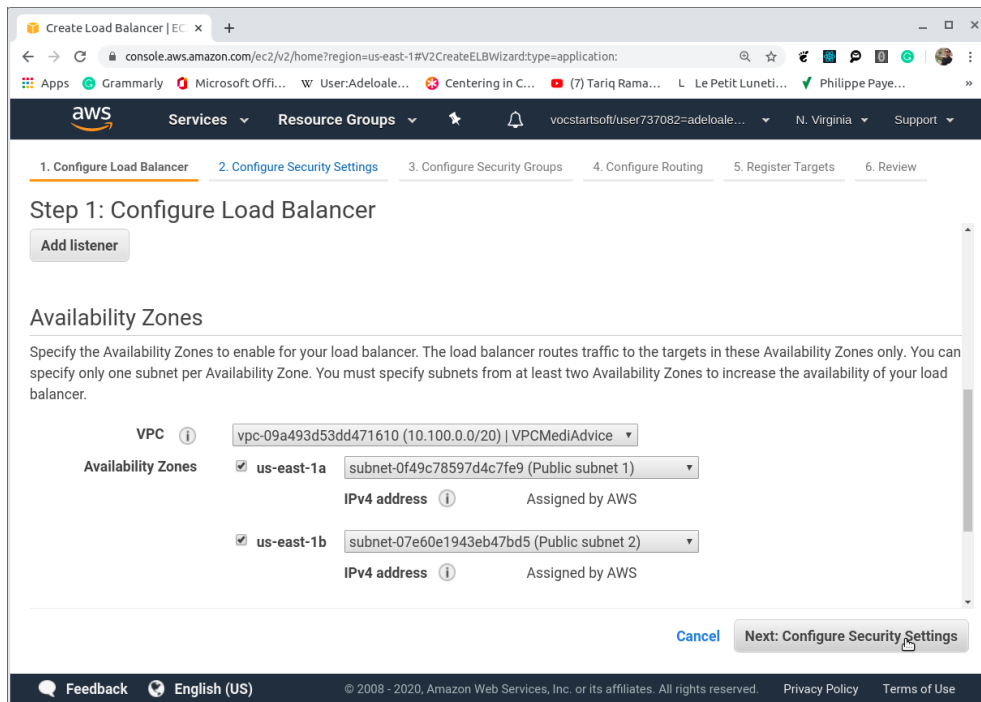 Create Load Balancer | EC
console.aws.amazon.com/ec2/v2/home?region=us-east-1#V2CreateELBWizard:type=application:
Apps Grammarly Microsoft Offi... W User:Adeloale... Centering in C... (7) Tariq Rama... L Le Petit Luneti... Philippe Paye... »
aws Services Resource Groups vocstartsoft/user737082=adeloale... N. Virginia Support
1. Configure Load Balancer 2. Configure Security Settings 3. Configure Security Groups 4. Configure Routing 5. Register Targets 6. Review
Step 1: Configure Load Balancer
Add listener
Availability Zones
Specify the Availability Zones to enable for your load balancer. The load balancer routes traffic to the targets in these Availability Zones only. You can
specify only one subnet per Availability Zone. You must specify subnets from at least two Availability Zones to increase the availability of your load
balancer.
VPC i vpc-09a493d53dd471610 (10.100.0.0/20) | VPCMediAdvice
Availability Zones us-east-1a subnet-0f49c78597d4c7fe9 (Public subnet 1)
IPv4 address i Assigned by AWS
us-east-1b subnet-07e60e1943eb47bd5 (Public subnet 2)
IPv4 address i Assigned by AWS
Cancel Next: Configure Security Settings
Feedback English (US) © 2008 - 2020, Amazon Web Services, Inc. or its affiliates. All rights reserved. Privacy Policy Terms of Use